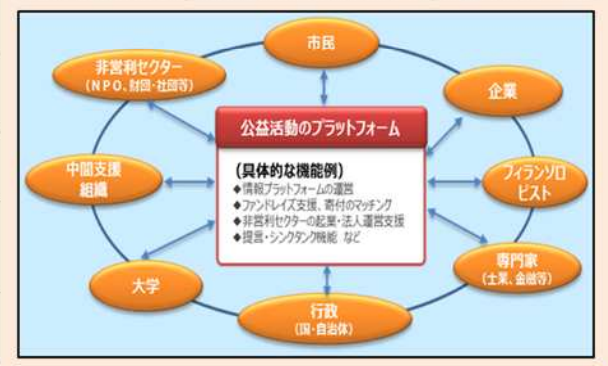 市民
非営利セクター
(NPO、財団・社団等)
企業
公益活動のプラットフォーム
(具体的な機能例)
◆情報プラットフォームの運営
◆ファンドレイズ支援、寄付のマッチング
◆非営利セクターの起業・法人運営支援
◆提言・シンクタンク機能 など
中間支援
組織
フィランソロ
ピスト
大学
専門家
(士業、金融等)
行政
(国・自治体)